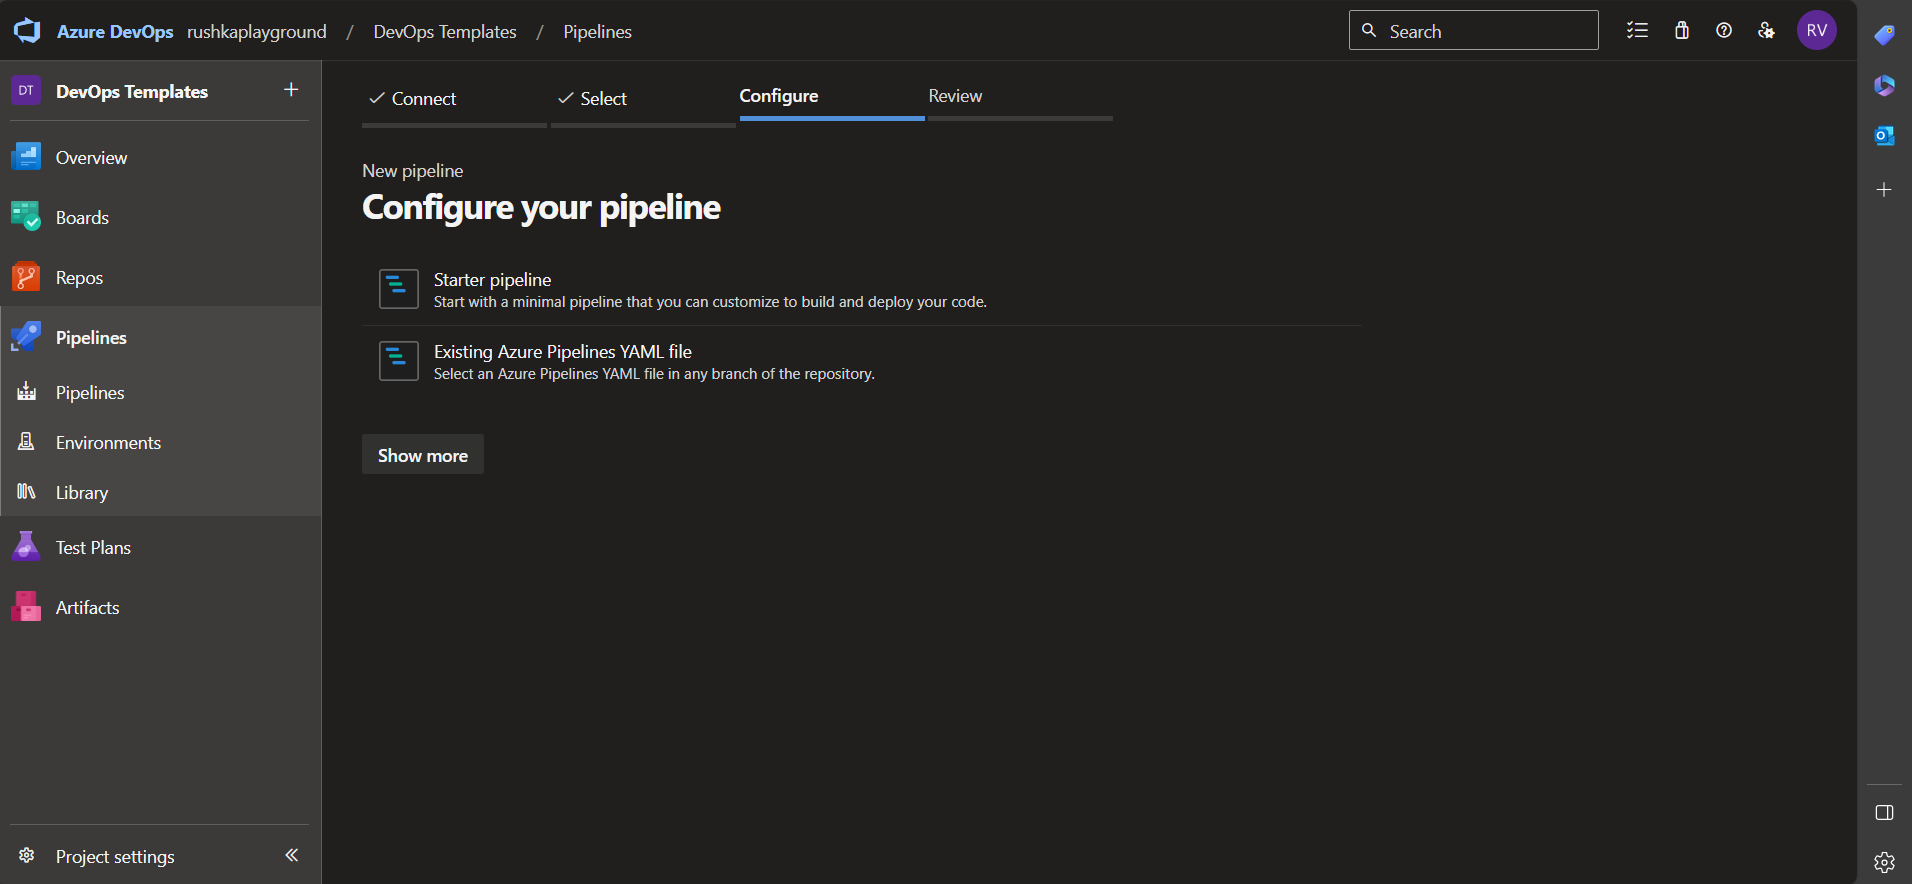 Azure DevOps rushkaplayground / DevOps Templates / Pipelines
Search
RV
DT DevOps Templates
Overview
Boards
Repos
Pipelines
Pipelines
Environments
Library
Test Plans
Artifacts
Project settings
Connect
Select
Configure
Review
New pipeline
Configure your pipeline
Starter pipeline
Start with a minimal pipeline that you can customize to build and deploy your code.
Existing Azure Pipelines YAML file
Select an Azure Pipelines YAML file in any branch of the repository.
Show more